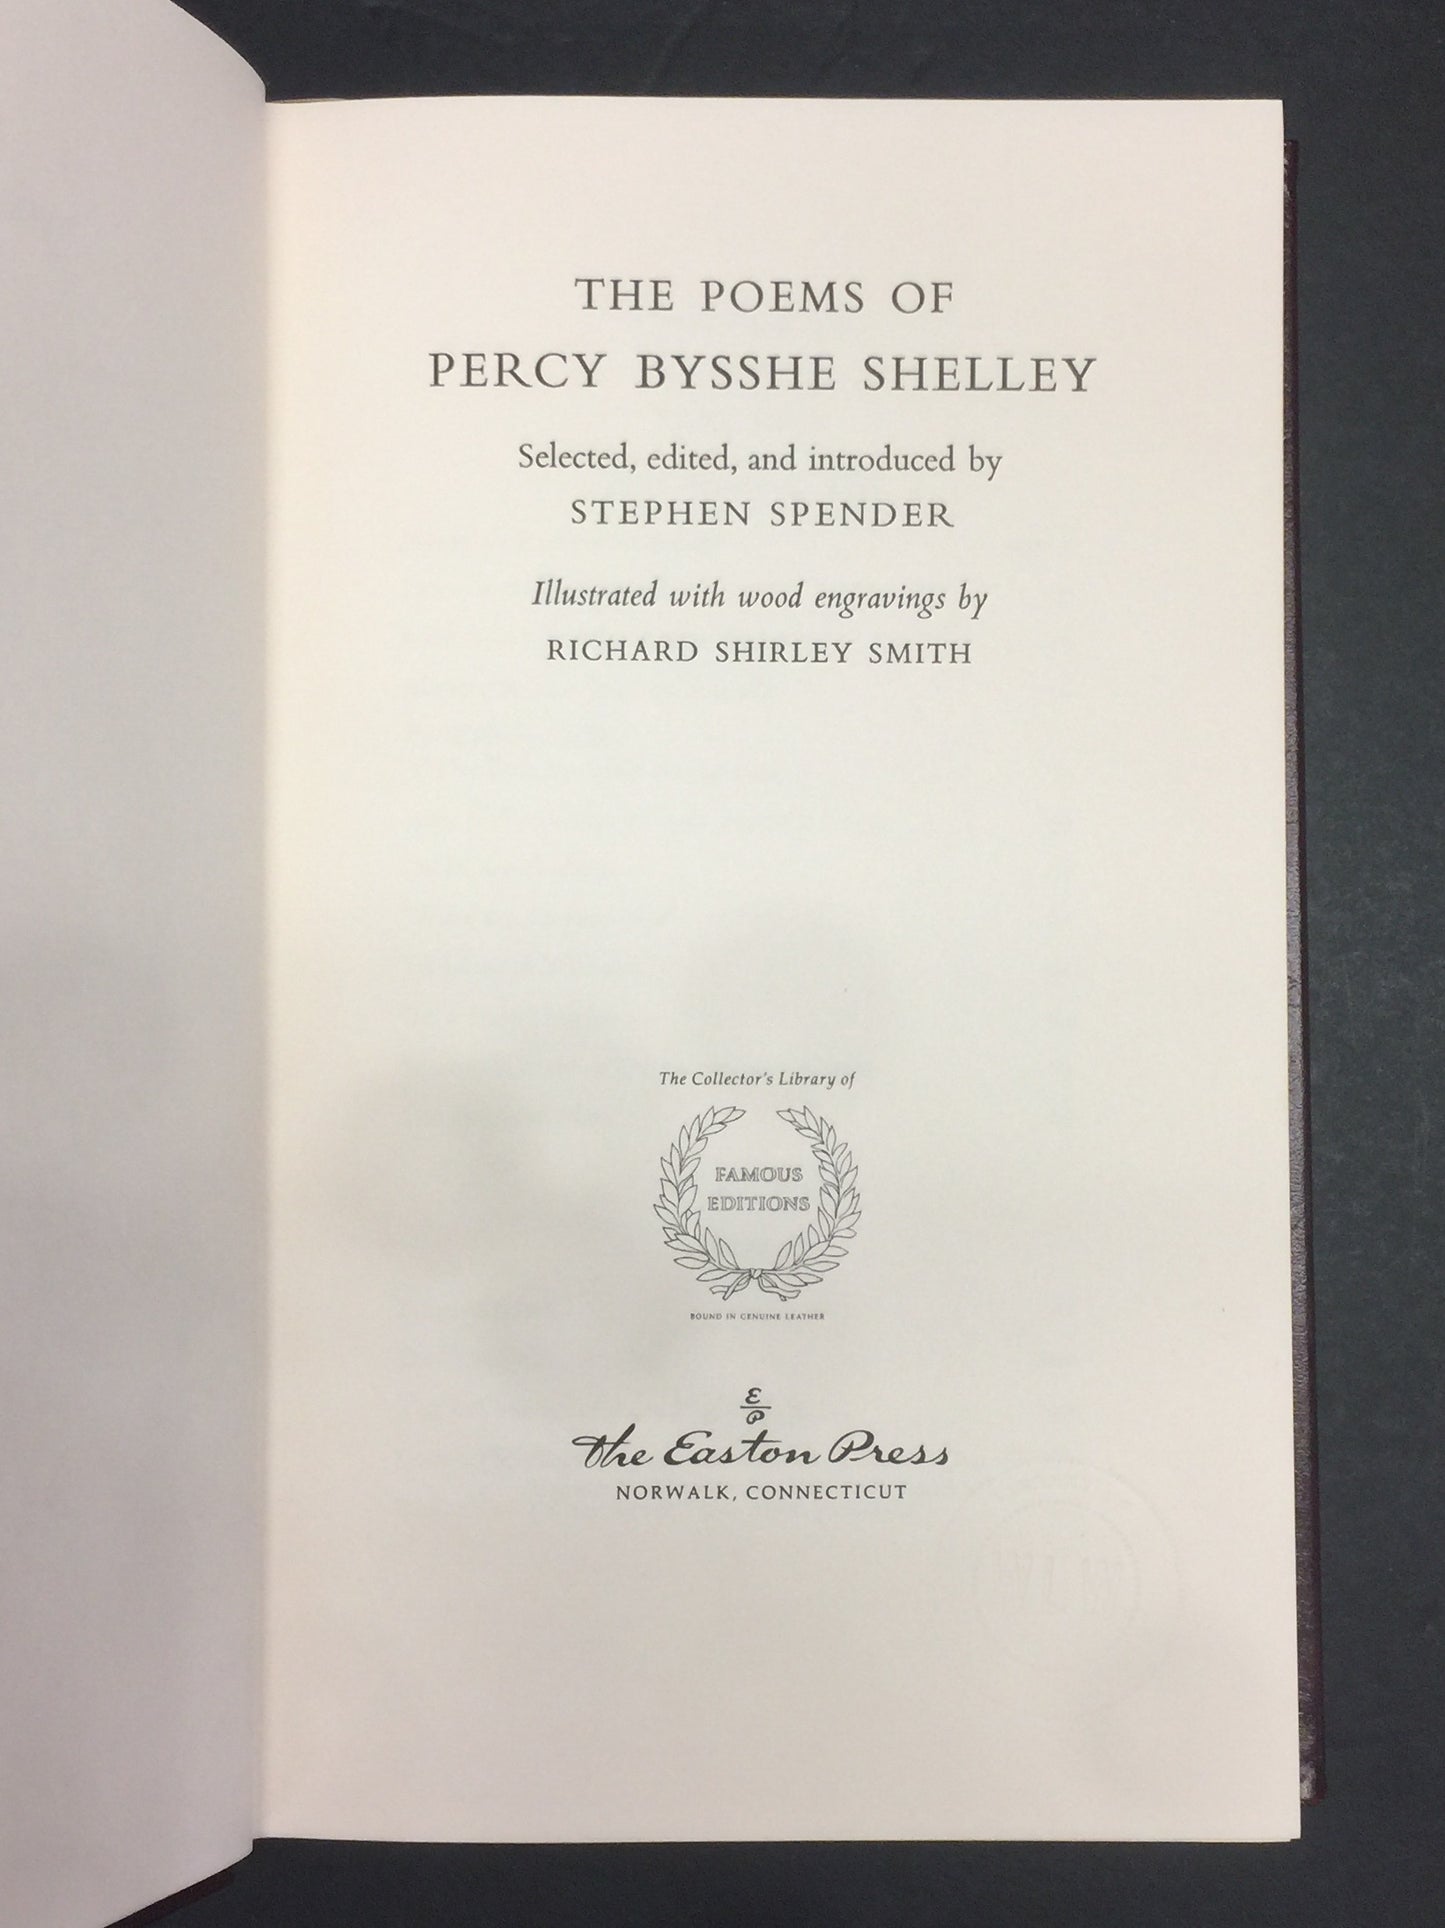 THE POEMS OF
PERCY BYSSHE SHELLEY
Selected, edited, and introduced by
STEPHEN SPENDER
Illustrated with wood engravings by
RICHARD SHIRLEY SMITH
The Collector's Library of
FAMOUS
EDITIONS
BOUND IN GENUINE LEATHER
E
P
The Easton Press
NORWALK, CONNECTICUT